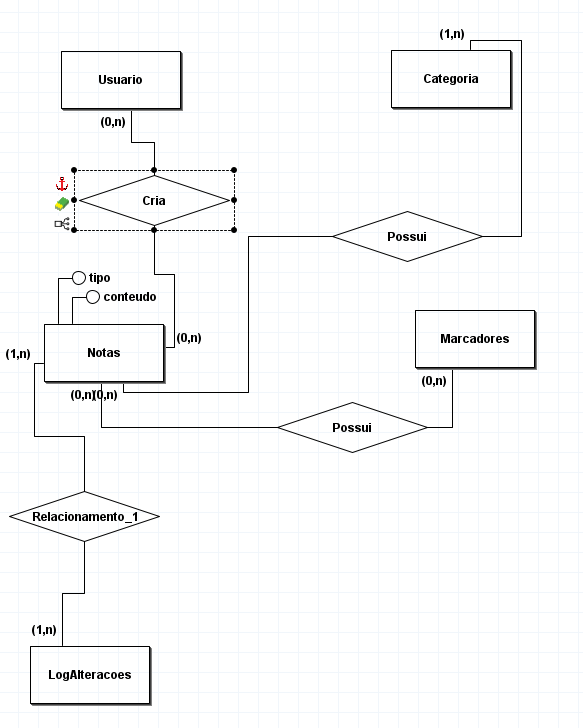 (1,n)
Usuario
Categoria
(0,n)
Cria
Possui
tipo
conteudo
(0,n)
(1,n)
Notas
Marcadores
(0,n)
(0,n)
(0,n)
Possui
Relacionamento_1
(1,n)
LogAlteracoes